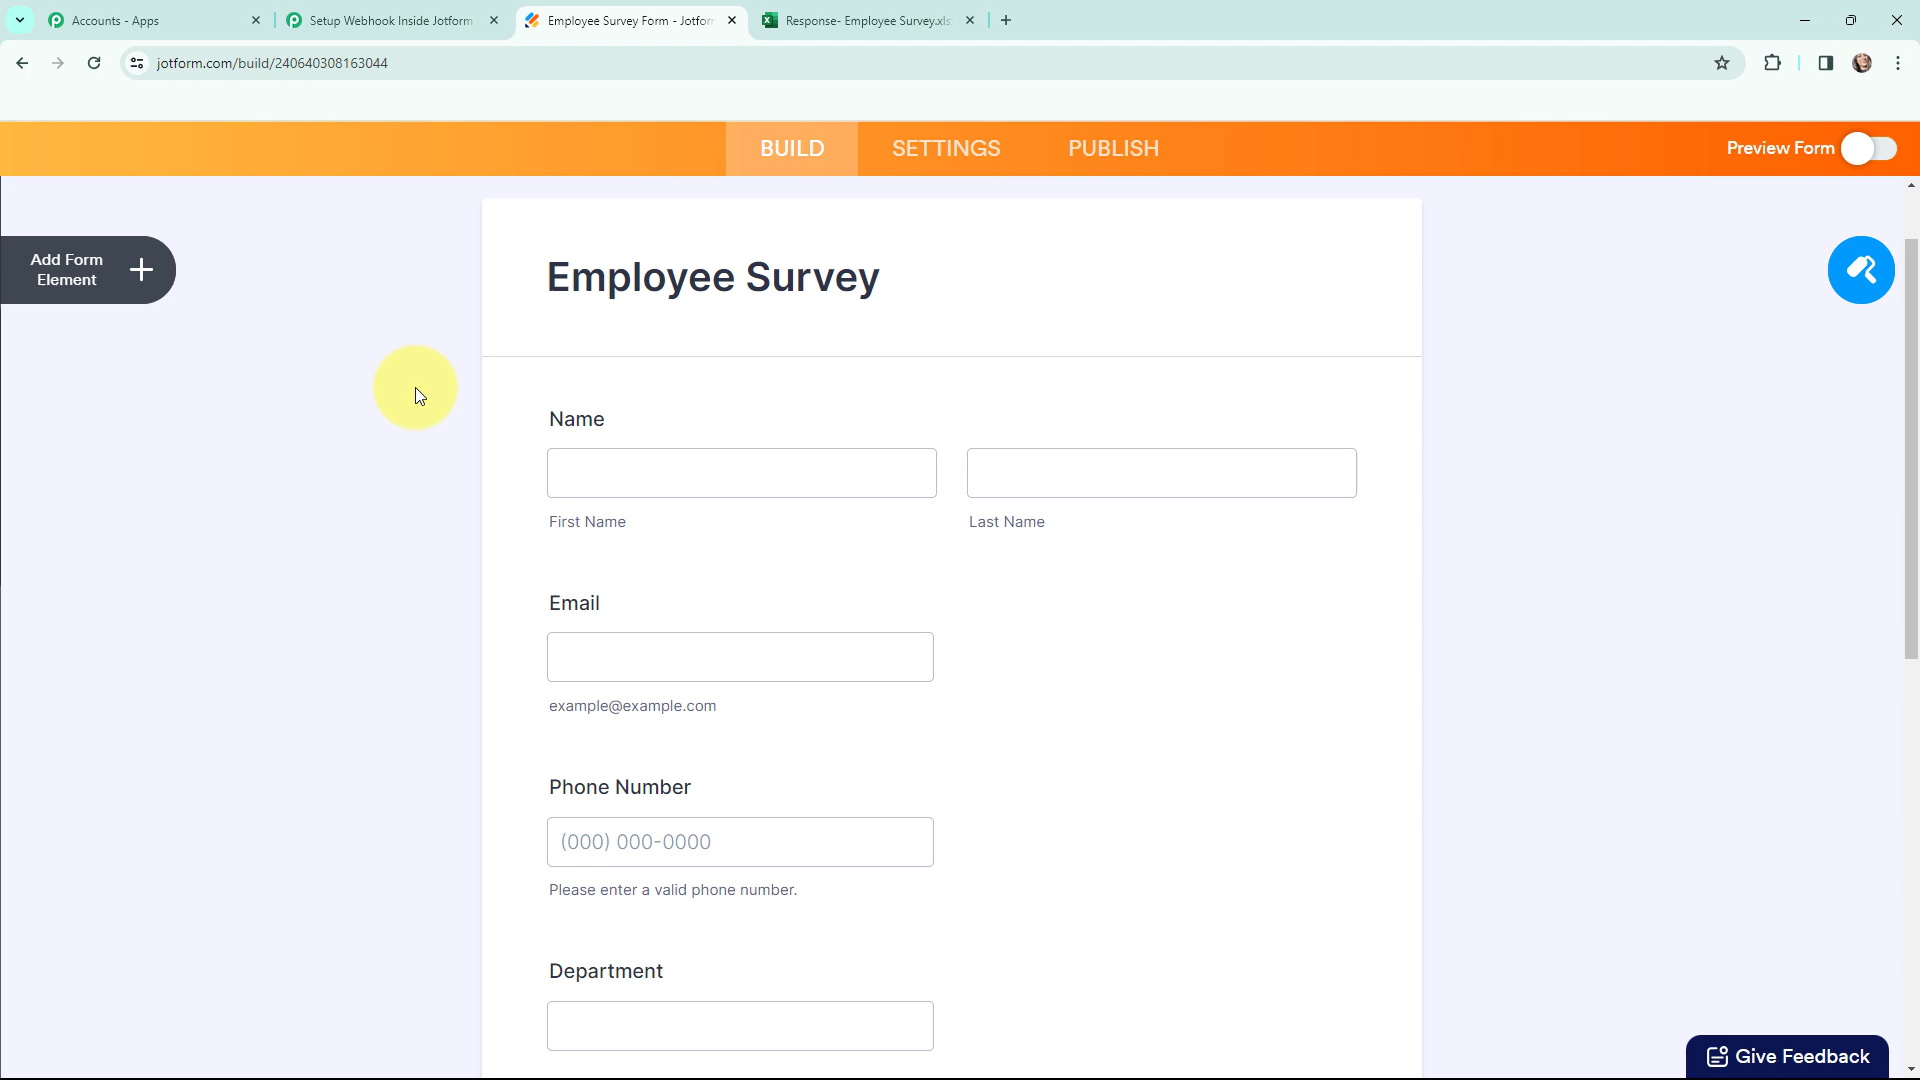 Accounts - Apps
Setup Webhook Inside Jotform
Employee Survey Form - Jotfor
Response- Employee Survey.xls
jotform.com/build/240640308163044
BUILD
SETTINGS
PUBLISH
Preview Form
Add Form
Element
Employee Survey
Name
First Name
Last Name
Email
example@example.com
Phone Number
(000) 000-0000
Please enter a valid phone number.
Department
Give Feedback